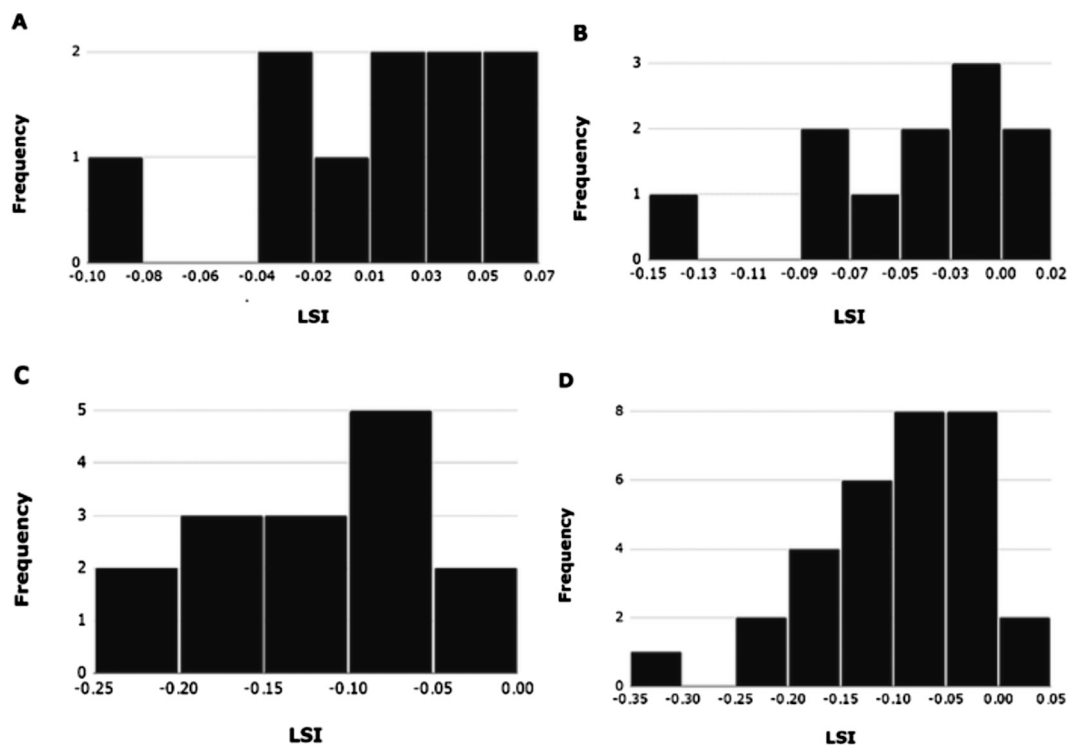 A
2
1
0
Frequency
-0.10 -0.08 -0.06 -0.04 -0.02 0.01 0.03 0.05 0.07
LSI
B
3
2
1
0
Frequency
-0.15 -0.13 -0.11 -0.09 -0.07 -0.05 -0.03 0.00 0.02
LSI
C
5
4
3
2
1
0
Frequency
-0.25 -0.20 -0.15 -0.10 -0.05 0.00
LSI
D
8
6
4
2
0
Frequency
-0.35 -0.30 -0.25 -0.20 -0.15 -0.10 -0.05 0.00 0.05
LSI